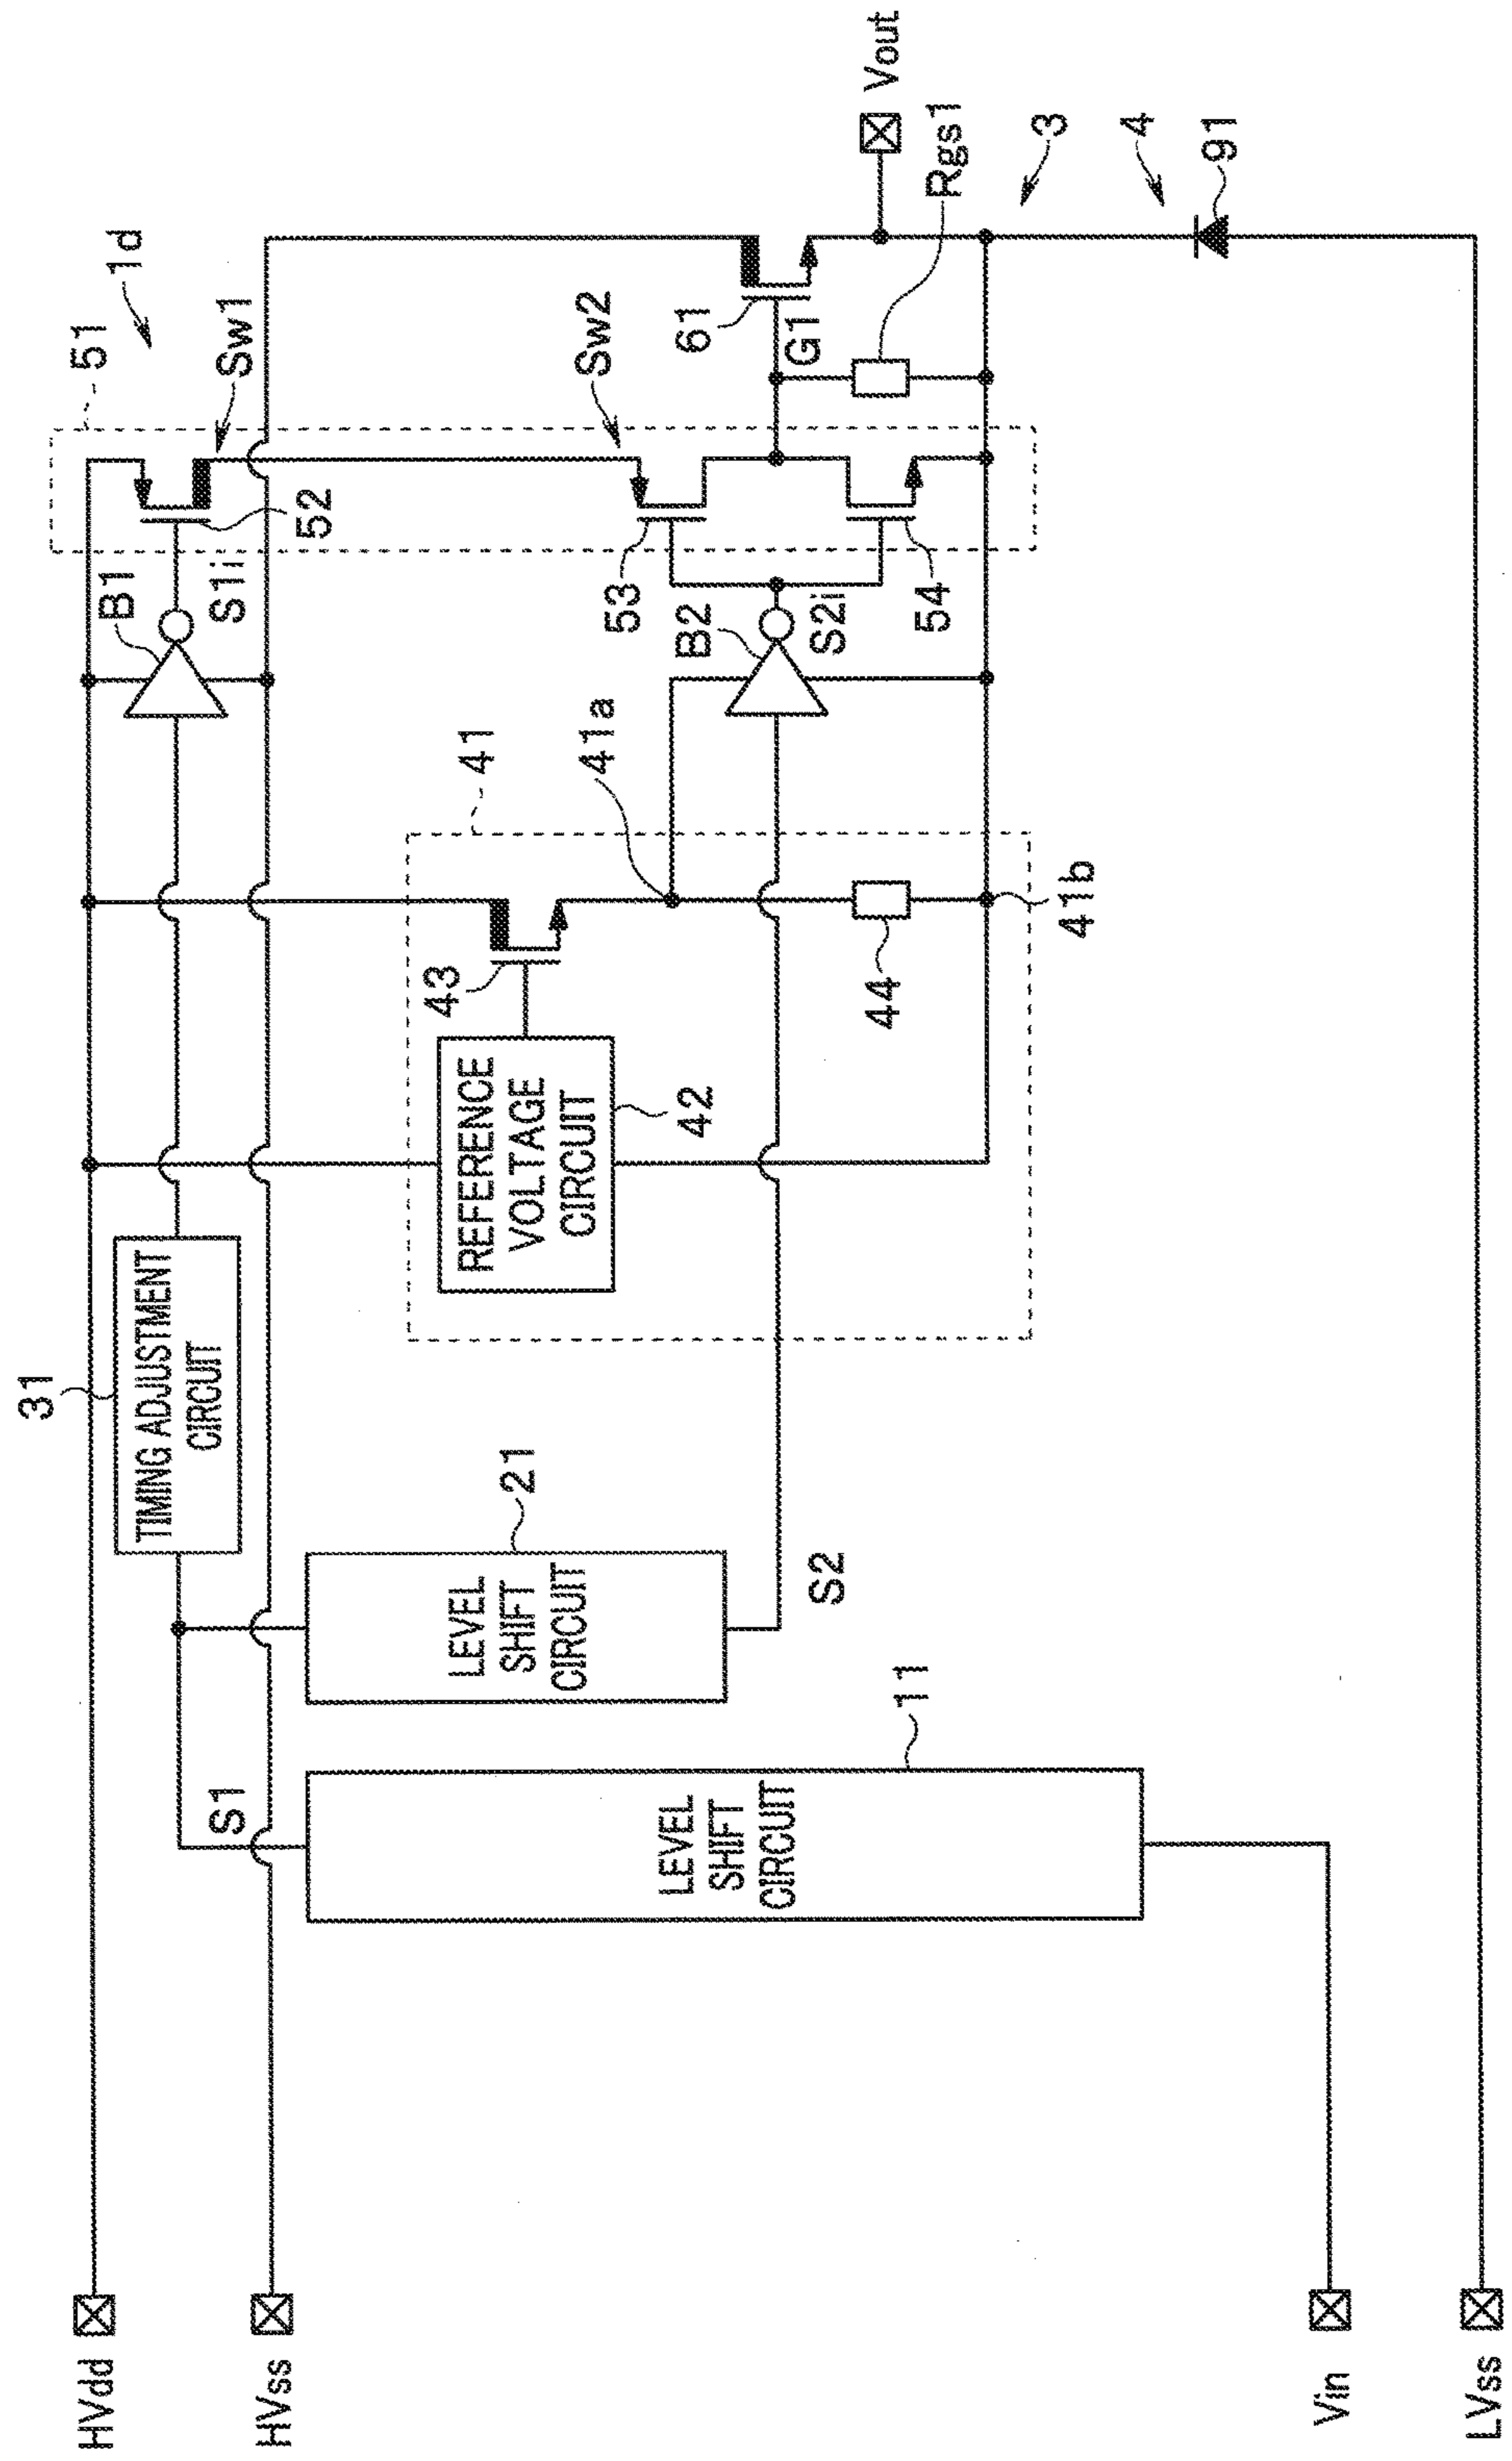 HVdd
HVss
Vin
LVss
S1
LEVEL
SHIFT
CIRCUIT
11
LEVEL
SHIFT
CIRCUIT
21
S2
31
TIMING ADJUSTMENT
CIRCUIT
REFERENCE
VOLTAGE
CIRCUIT
42
43
44
41
41a
41b
B1
S1i
B2
S2i
51
52
53
54
Sw1
Sw2
1d
61
G1
Rgs1
Vout
3
4
91